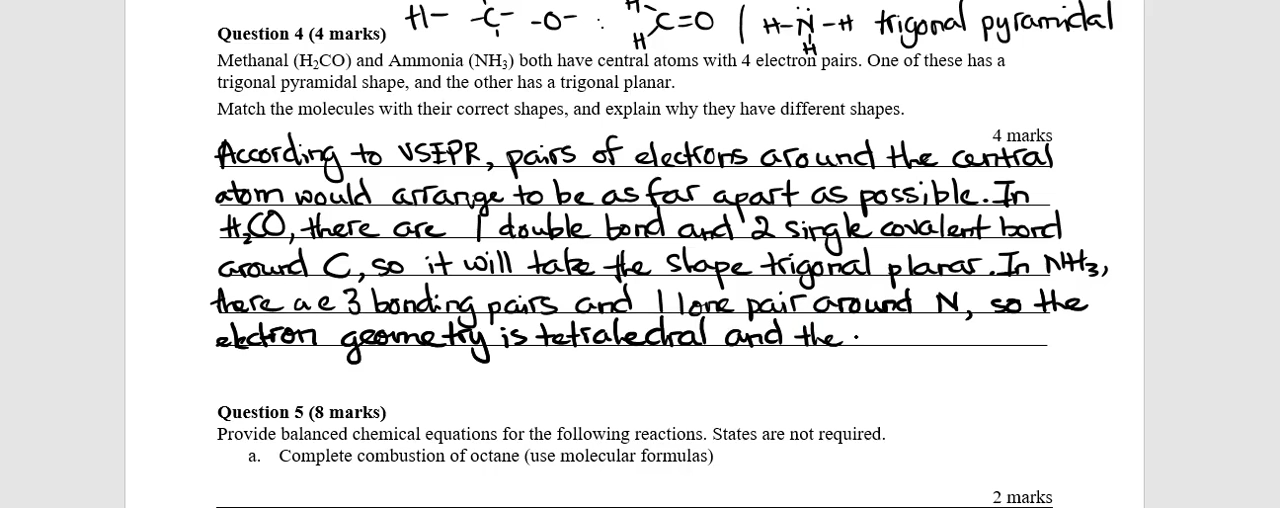 H- -C- -O- : H H C=O | H-N̈-H H trigonal pyramidal
Question 4 (4 marks)
Methanal (H₂CO) and Ammonia (NH₃) both have central atoms with 4 electron pairs. One of these has a
trigonal pyramidal shape, and the other has a trigonal planar.
Match the molecules with their correct shapes, and explain why they have different shapes.
4 marks
According to VSEPR, pairs of electrons around the central
atom would arrange to be as far apart as possible. In
H₂CO, there are 1 double bond and 2 single covalent bond
around C, so it will take the shape trigonal planar. In NH₃,
there a e 3 bonding pairs and 1 lone pair around N, so the
electron geometry is tetrahedral and the .
Question 5 (8 marks)
Provide balanced chemical equations for the following reactions. States are not required.
a. Complete combustion of octane (use molecular formulas)
2 marks